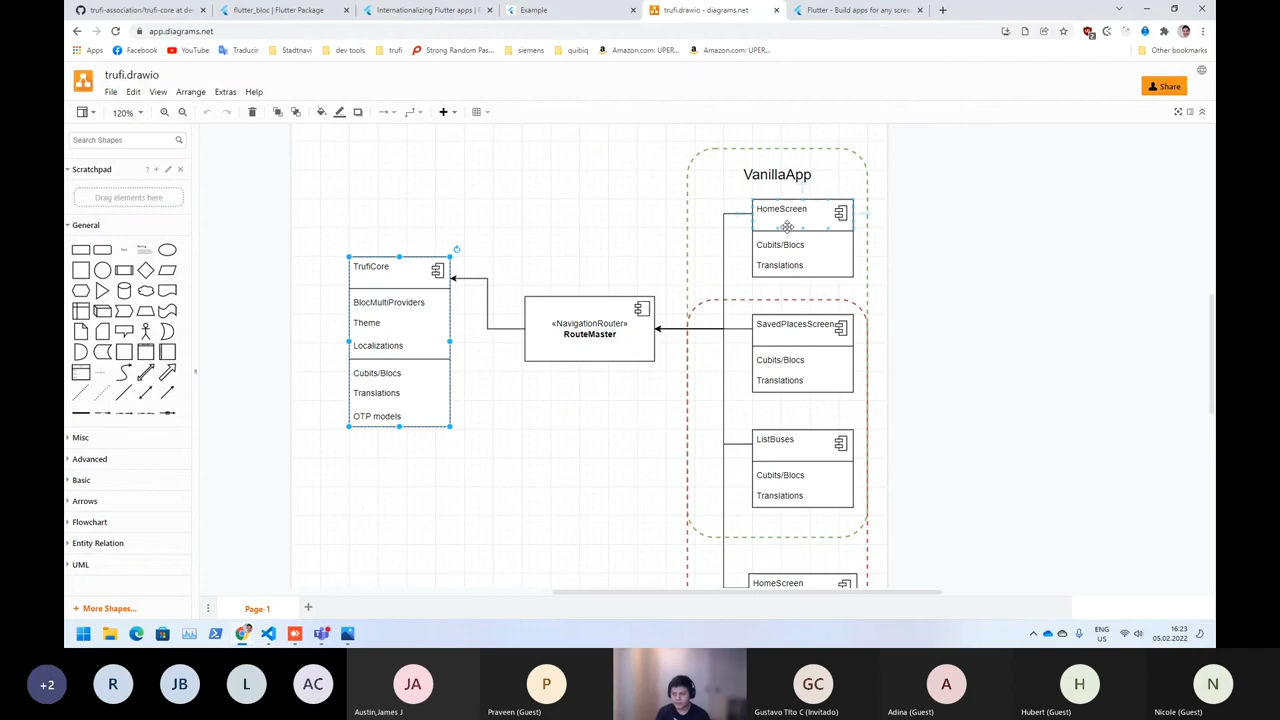 trufi-association/trufi-core at de
flutter_bloc | Flutter Package
Internationalizing Flutter apps |
Example
trufi.drawio - diagrams.net
Flutter - Build apps for any scree
app.diagrams.net
Apps
Facebook
YouTube
Traducir
Stadtnavi
dev tools
trufi
Strong Random Pas...
siemens
quibiq
Amazon.com: UPER...
Amazon.com: UPER...
Other bookmarks
trufi.drawio
File
Edit
View
Arrange
Extras
Help
Share
120%
Search Shapes
Scratchpad
Drag elements here
General
Misc
Advanced
Basic
Arrows
Flowchart
Entity Relation
UML
+ More Shapes...
VanillaApp
HomeScreen
Cubits/Blocs
Translations
TrufiCore
BlocMultiProviders
Theme
Localizations
Cubits/Blocs
Translations
OTP models
«NavigationRouter»
RouteMaster
SavedPlacesScreen
Cubits/Blocs
Translations
ListBuses
Cubits/Blocs
Translations
HomeScreen
Page-1
ENG
US
16:23
05.02.2022
+2
R
JB
L
AC
JA
P
GC
A
H
N
Austin,James J
Praveen (Guest)
Gustavo TIto C (Invitado)
Adina (Guest)
Hubert (Guest)
Nicole (Guest)